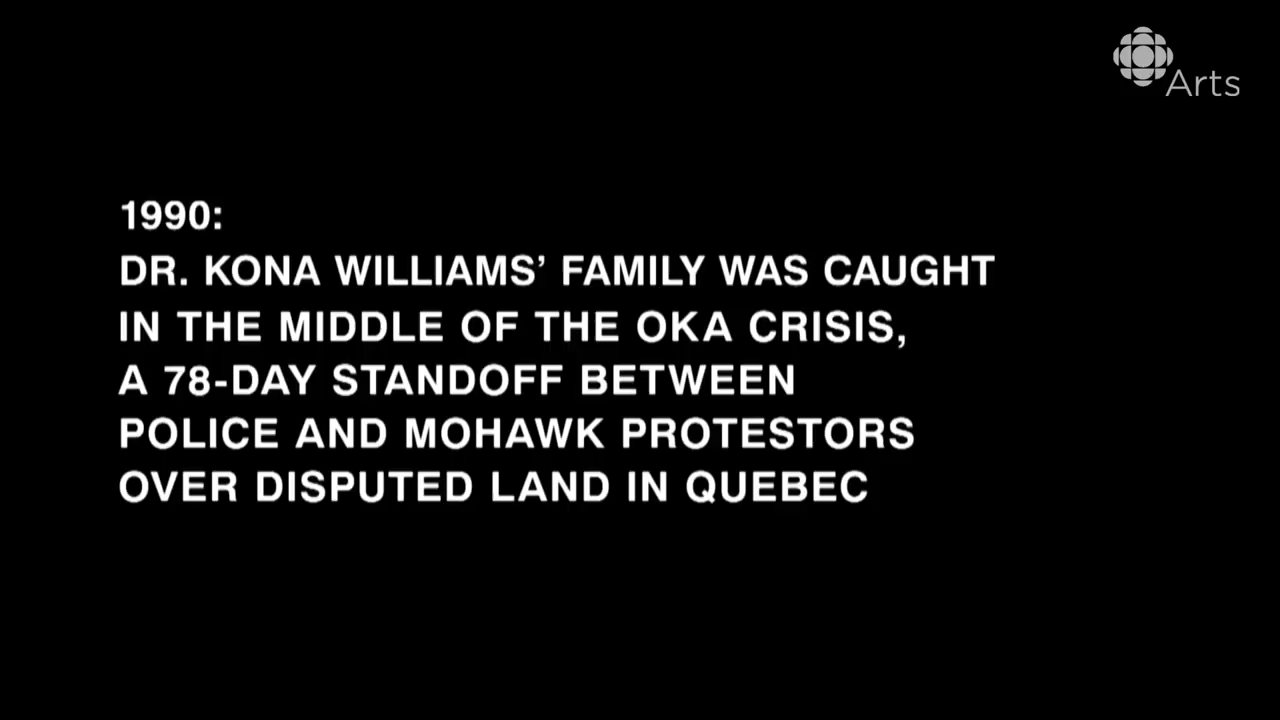 Arts
1990:
DR. KONA WILLIAMS’ FAMILY WAS CAUGHT
IN THE MIDDLE OF THE OKA CRISIS,
A 78-DAY STANDOFF BETWEEN
POLICE AND MOHAWK PROTESTORS
OVER DISPUTED LAND IN QUEBEC